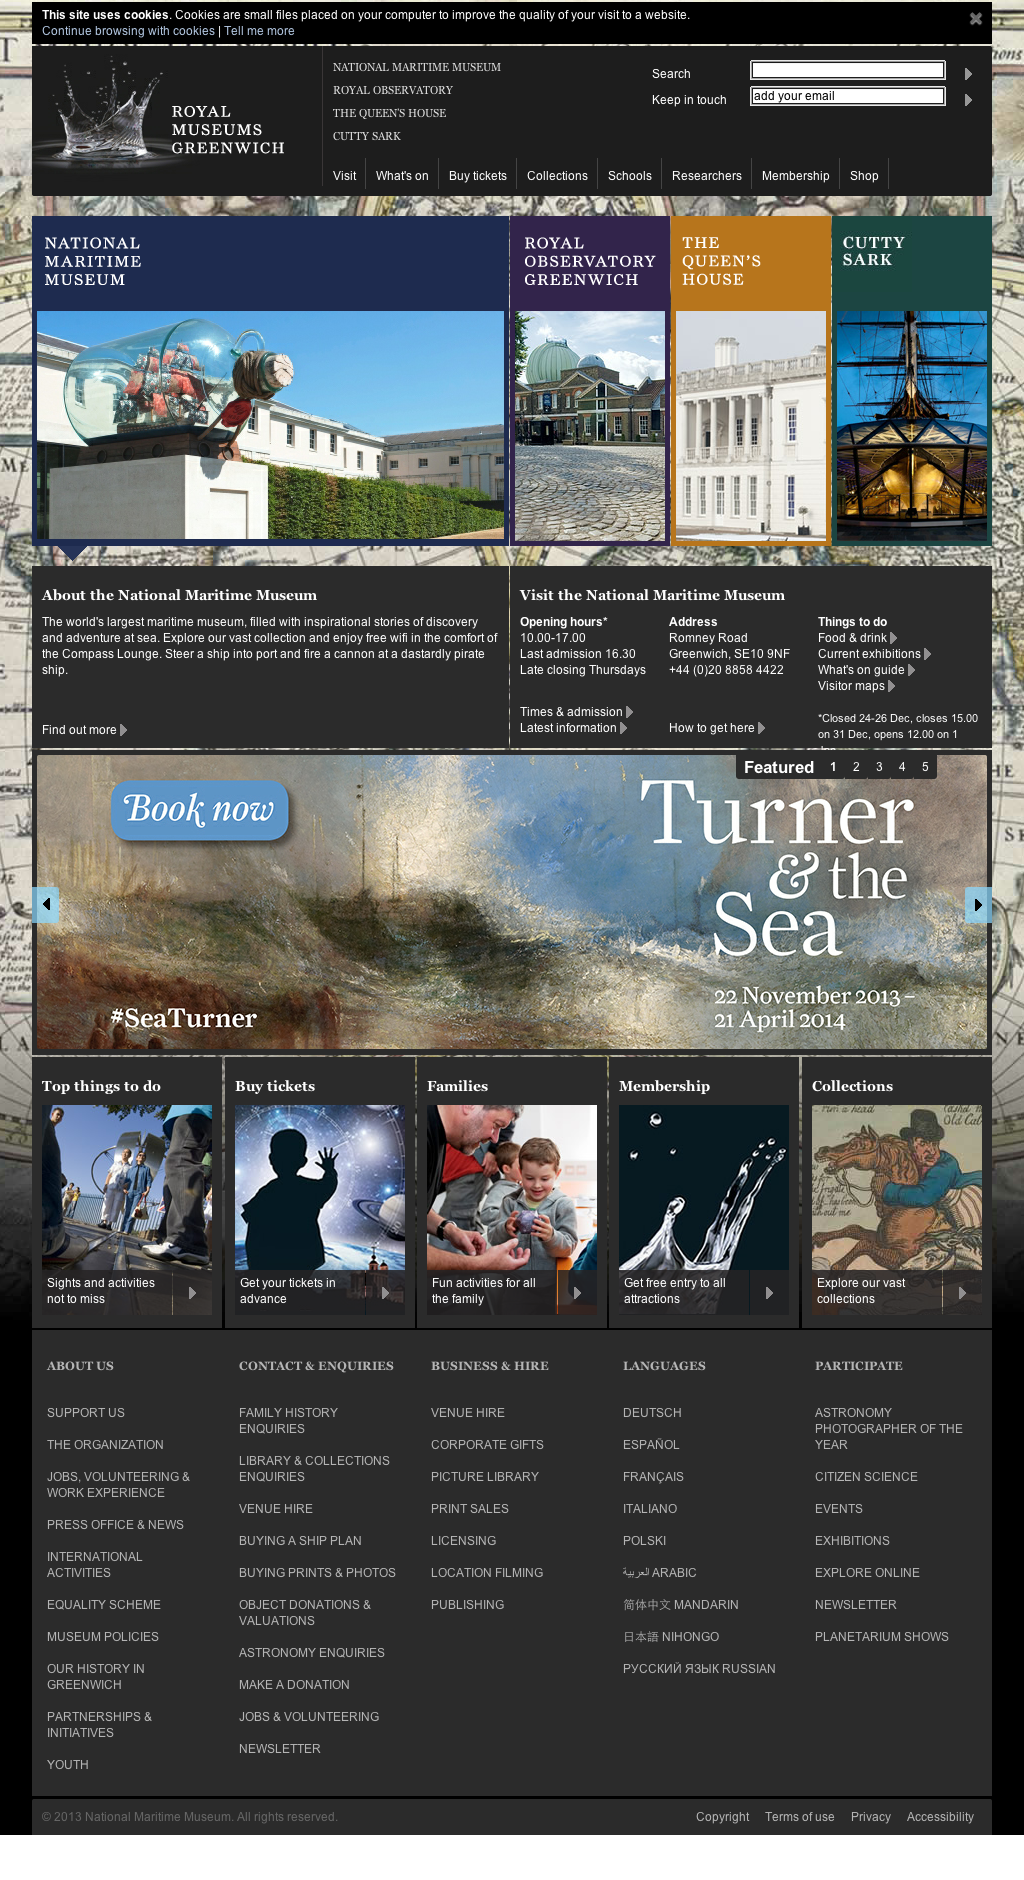 This site uses cookies. Cookies are small files placed on your computer to improve the quality of your visit to a website.
Continue browsing with cookies | Tell me more
ROYAL
MUSEUMS
GREENWICH
NATIONAL MARITIME MUSEUM
ROYAL OBSERVATORY
THE QUEEN'S HOUSE
CUTTY SARK
Search
Keep in touch
add your email
Visit What's on Buy tickets Collections Schools Researchers Membership Shop
NATIONAL
MARITIME
MUSEUM
ROYAL
OBSERVATORY
GREENWICH
THE
QUEEN'S
HOUSE
CUTTY
SARK
About the National Maritime Museum
The world's largest maritime museum, filled with inspirational stories of discovery
and adventure at sea. Explore our vast collection and enjoy free wifi in the comfort of
the Compass Lounge. Steer a ship into port and fire a cannon at a dastardly pirate
ship.
Find out more
Visit the National Maritime Museum
Opening hours*
10.00-17.00
Last admission 16.30
Late closing Thursdays
Times & admission
Latest information
Address
Romney Road
Greenwich, SE10 9NF
+44 (0)20 8858 4422
How to get here
Things to do
Food & drink
Current exhibitions
What's on guide
Visitor maps
*Closed 24-26 Dec, closes 15.00
on 31 Dec, opens 12.00 on 1
Featured 1 2 3 4 5
Book now
Turner
& the
Sea
22 November 2013 –
21 April 2014
#SeaTurner
Top things to do
Sights and activities
not to miss
Buy tickets
Get your tickets in
advance
Families
Fun activities for all
the family
Membership
Get free entry to all
attractions
Collections
Explore our vast
collections
ABOUT US
SUPPORT US
THE ORGANIZATION
JOBS, VOLUNTEERING &
WORK EXPERIENCE
PRESS OFFICE & NEWS
INTERNATIONAL
ACTIVITIES
EQUALITY SCHEME
MUSEUM POLICIES
OUR HISTORY IN
GREENWICH
PARTNERSHIPS &
INITIATIVES
YOUTH
CONTACT & ENQUIRIES
FAMILY HISTORY
ENQUIRIES
LIBRARY & COLLECTIONS
ENQUIRIES
VENUE HIRE
BUYING A SHIP PLAN
BUYING PRINTS & PHOTOS
OBJECT DONATIONS &
VALUATIONS
ASTRONOMY ENQUIRIES
MAKE A DONATION
JOBS & VOLUNTEERING
NEWSLETTER
BUSINESS & HIRE
VENUE HIRE
CORPORATE GIFTS
PICTURE LIBRARY
PRINT SALES
LICENSING
LOCATION FILMING
PUBLISHING
LANGUAGES
DEUTSCH
ESPAÑOL
FRANÇAIS
ITALIANO
POLSKI
العربية ARABIC
简体中文 MANDARIN
日本語 NIHONGO
РУССКИЙ ЯЗЫК RUSSIAN
PARTICIPATE
ASTRONOMY
PHOTOGRAPHER OF THE
YEAR
CITIZEN SCIENCE
EVENTS
EXHIBITIONS
EXPLORE ONLINE
NEWSLETTER
PLANETARIUM SHOWS
© 2013 National Maritime Museum. All rights reserved.
Copyright Terms of use Privacy Accessibility